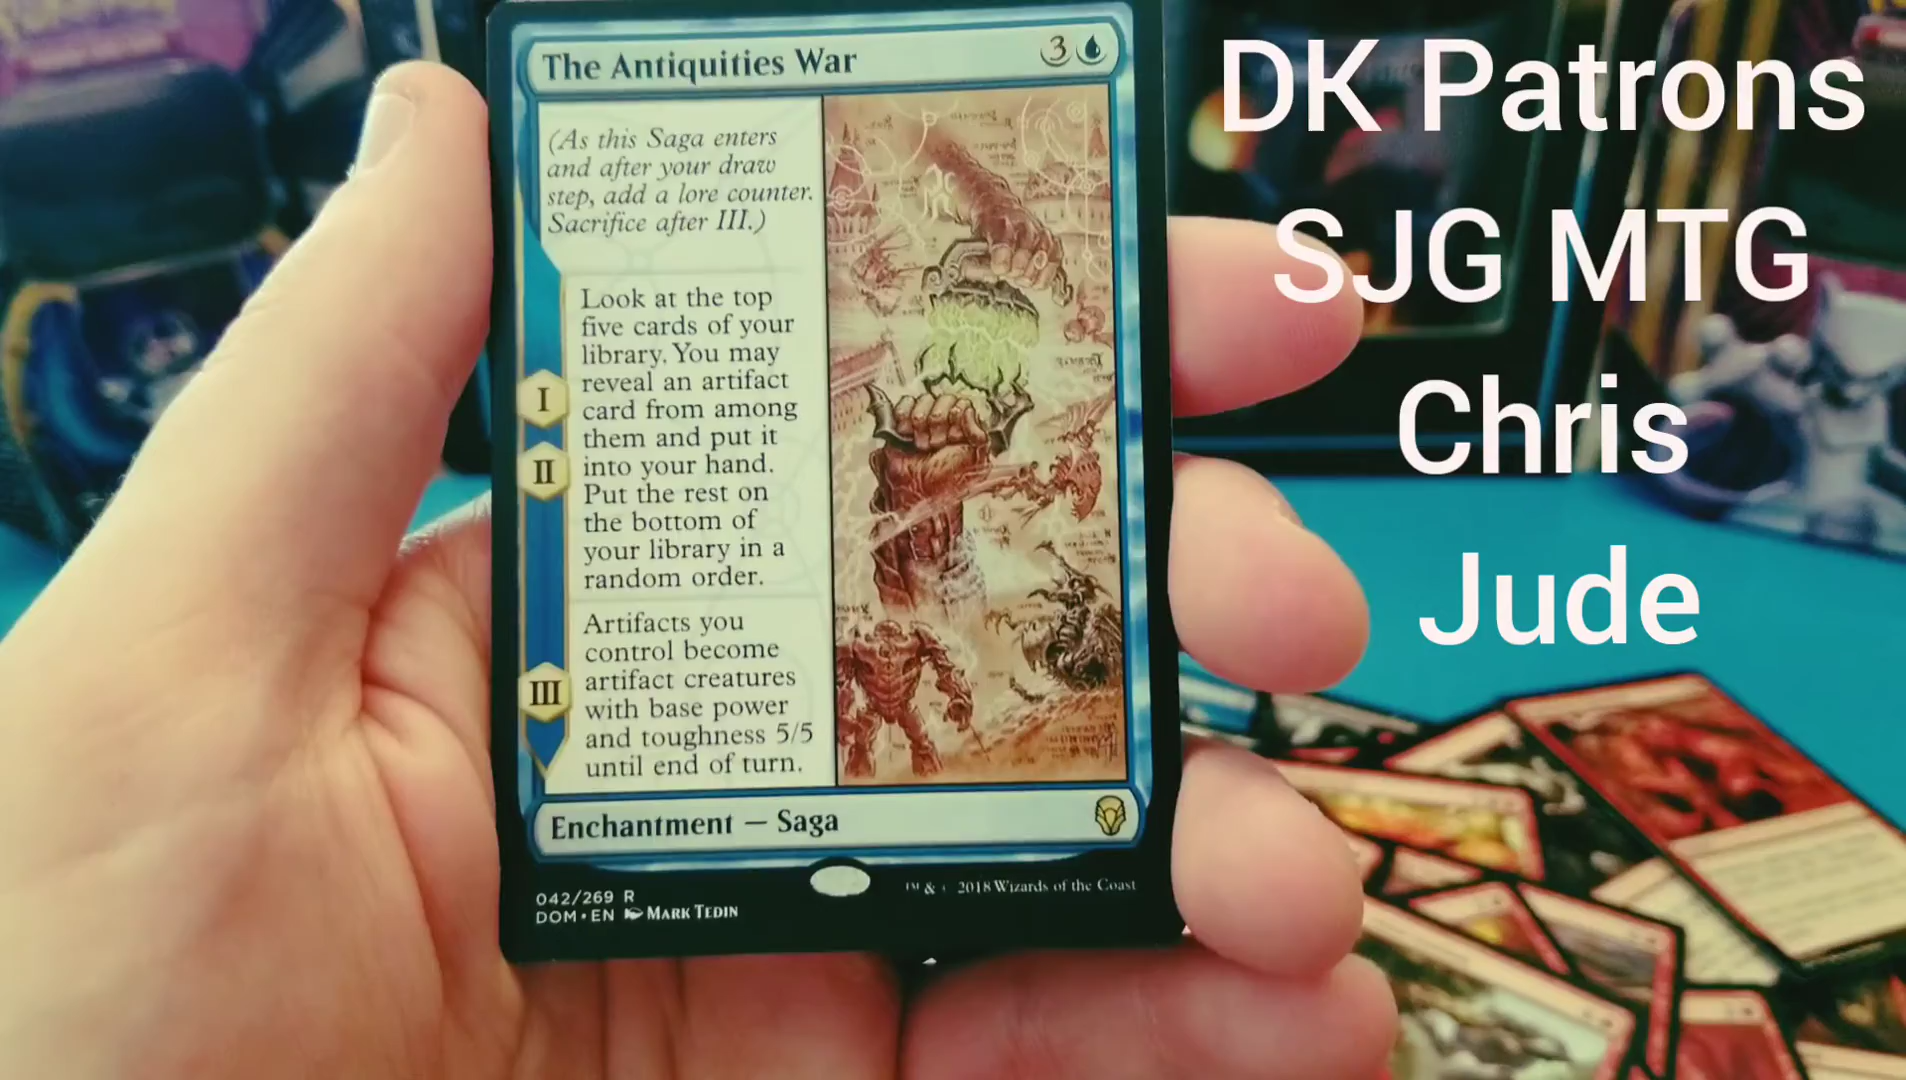 The Antiquities War
3
(As this Saga enters
and after your draw
step, add a lore counter.
Sacrifice after III.)
I
II
Look at the top
five cards of your
library. You may
reveal an artifact
card from among
them and put it
into your hand.
Put the rest on
the bottom of
your library in a
random order.
III
Artifacts you
control become
artifact creatures
with base power
and toughness 5/5
until end of turn.
Enchantment — Saga
042/269 R
DOM • EN MARK TEDIN
™ & © 2018 Wizards of the Coast
DK Patrons
SJG MTG
Chris
Jude